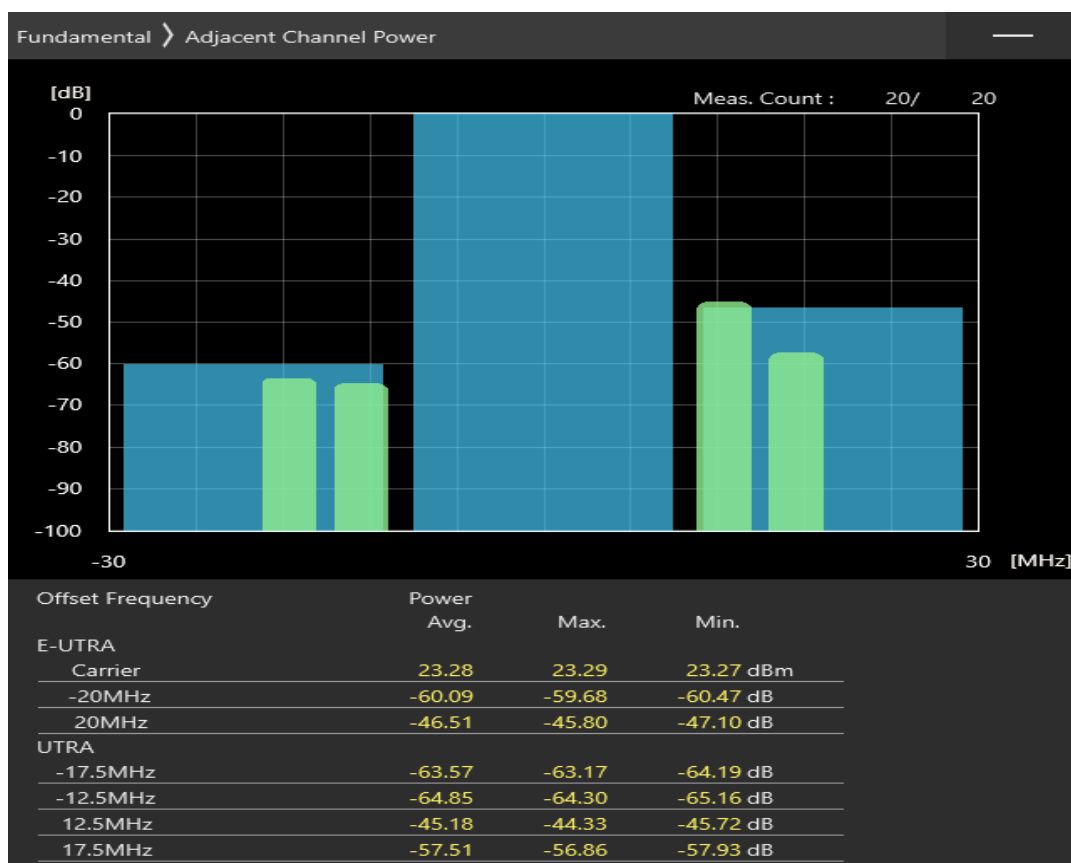 Fundamental 〉 Adjacent Channel Power
[dB]
Meas. Count : 20/ 20
0
-10
-20
-30
-40
-50
-60
-70
-80
-90
-100
-30 30 [MHz]
Offset Frequency Power
Avg. Max. Min.
E-UTRA
Carrier 23.28 23.29 23.27 dBm
-20MHz -60.09 -59.68 -60.47 dB
20MHz -46.51 -45.80 -47.10 dB
UTRA
-17.5MHz -63.57 -63.17 -64.19 dB
-12.5MHz -64.85 -64.30 -65.16 dB
12.5MHz -45.18 -44.33 -45.72 dB
17.5MHz -57.51 -56.86 -57.93 dB